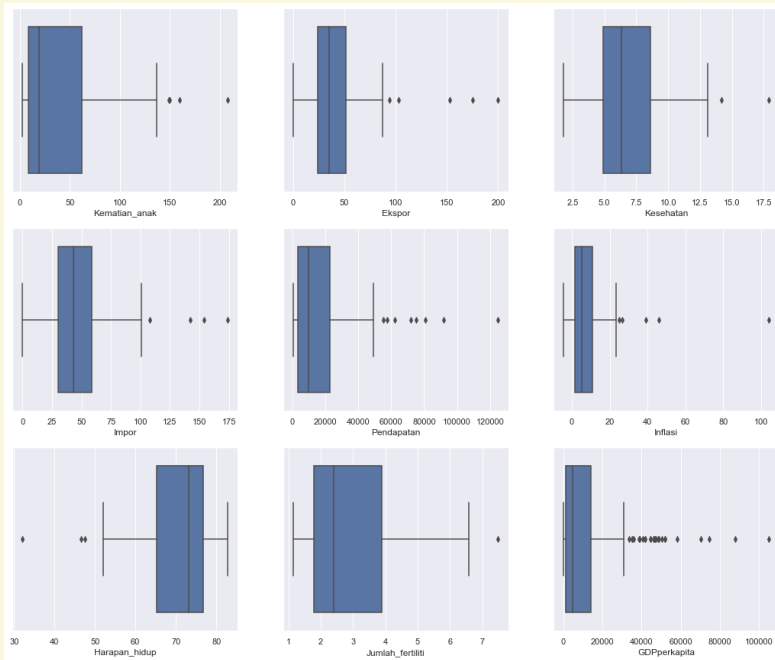 0 50 100 150 200
Kematian_anak
0 50 100 150 200
Ekspor
2.5 5.0 7.5 10.0 12.5 15.0 17.5
Kesehatan
0 25 50 75 100 125 150 175
Impor
0 20000 40000 60000 80000 100000 120000
Pendapatan
0 20 40 60 80 100
Inflasi
30 40 50 60 70 80
Harapan_hidup
1 2 3 4 5 6 7
Jumlah_fertiliti
0 20000 40000 60000 80000 100000
GDPperkapita